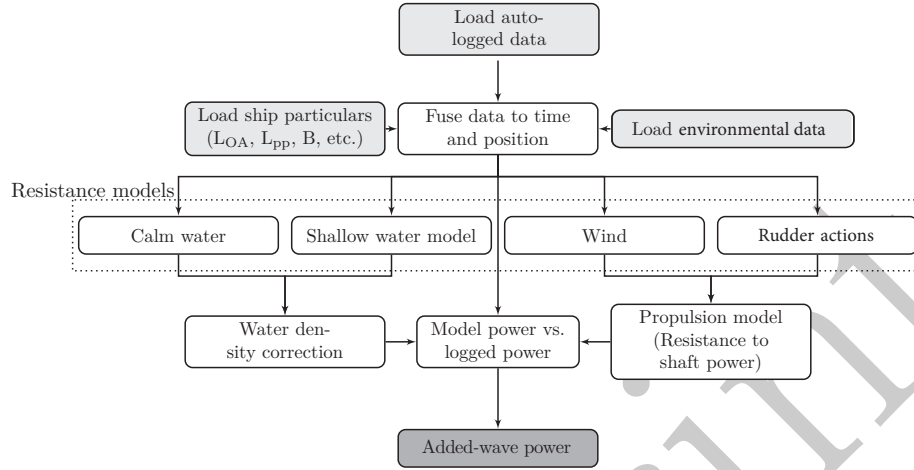 Load auto-
logged data
Load ship particulars
(L_OA, L_pp, B, etc.)
Fuse data to time
and position
Load environmental data
Resistance models
Calm water
Shallow water model
Wind
Rudder actions
Water den-
sity correction
Model power vs.
logged power
Propulsion model
(Resistance to
shaft power)
Added-wave power